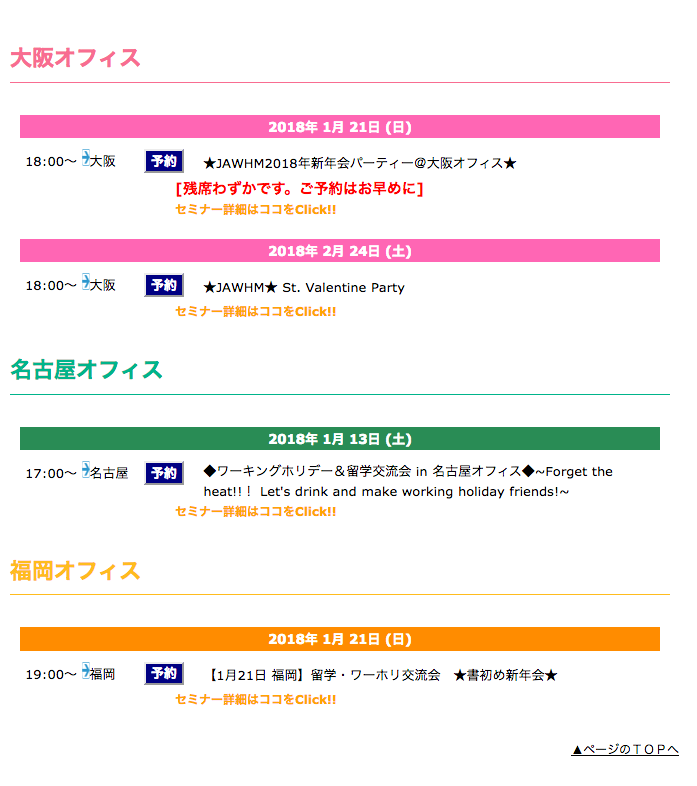 大阪オフィス
2018年 1月 21日 (日)
18:00～ 大阪 予約 ★JAWHM2018年新年会パーティー＠大阪オフィス★
[残席わずかです。ご予約はお早めに]
セミナー詳細はココをClick!!
2018年 2月 24日 (土)
18:00～ 大阪 予約 ★JAWHM★ St. Valentine Party
セミナー詳細はココをClick!!
名古屋オフィス
2018年 1月 13日 (土)
17:00～ 名古屋 予約 ◆ワーキングホリデー＆留学交流会 in 名古屋オフィス◆~Forget the
heat!!！ Let's drink and make working holiday friends!~
セミナー詳細はココをClick!!
福岡オフィス
2018年 1月 21日 (日)
19:00～ 福岡 予約 【1月21日 福岡】留学・ワーホリ交流会　★書初め新年会★
セミナー詳細はココをClick!!
▲ページのＴＯＰへ